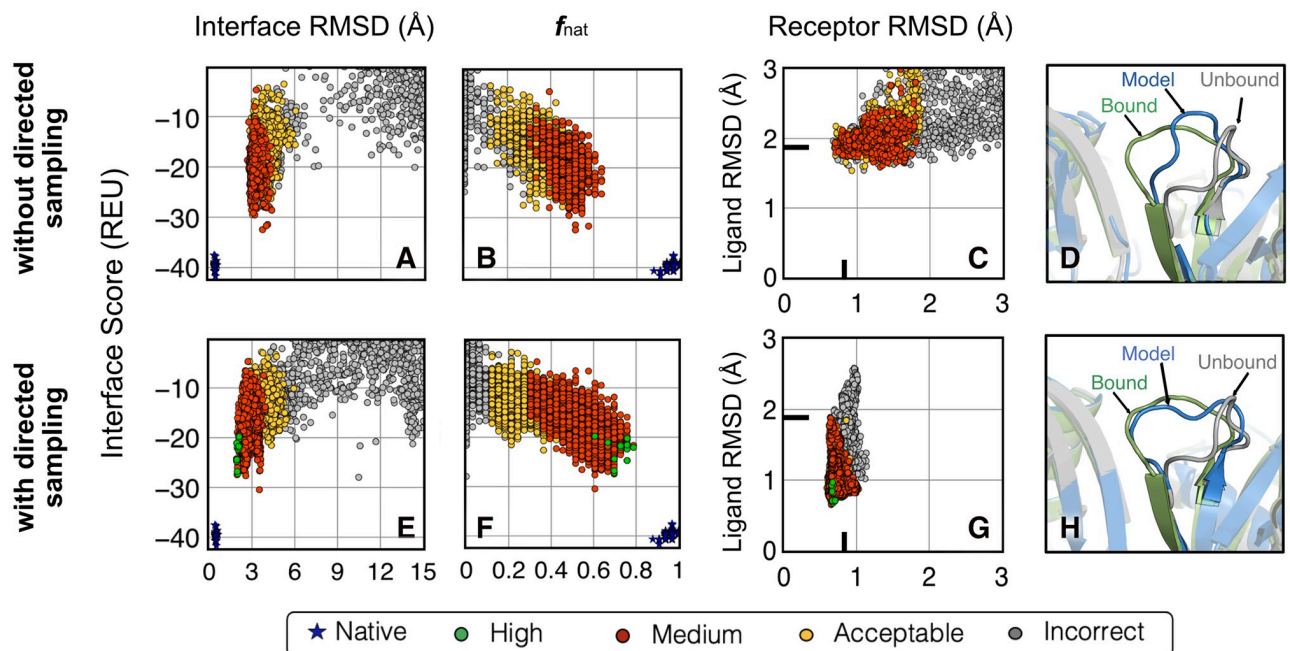 Interface RMSD (Å)
fnat
Receptor RMSD (Å)
without directed
sampling
with directed
sampling
Interface Score (REU)
−10
−20
−30
−40
A
B
Ligand RMSD (Å)
3
2
1
0
C
0 1 2 3
Model
Unbound
Bound
D
−10
−20
−30
−40
E
0 3 6 9 12 15
F
0 0.2 0.4 0.6 0.8 1
Ligand RMSD (Å)
3
2
1
0
G
0 1 2 3
Model
Unbound
Bound
H
Native High Medium Acceptable Incorrect